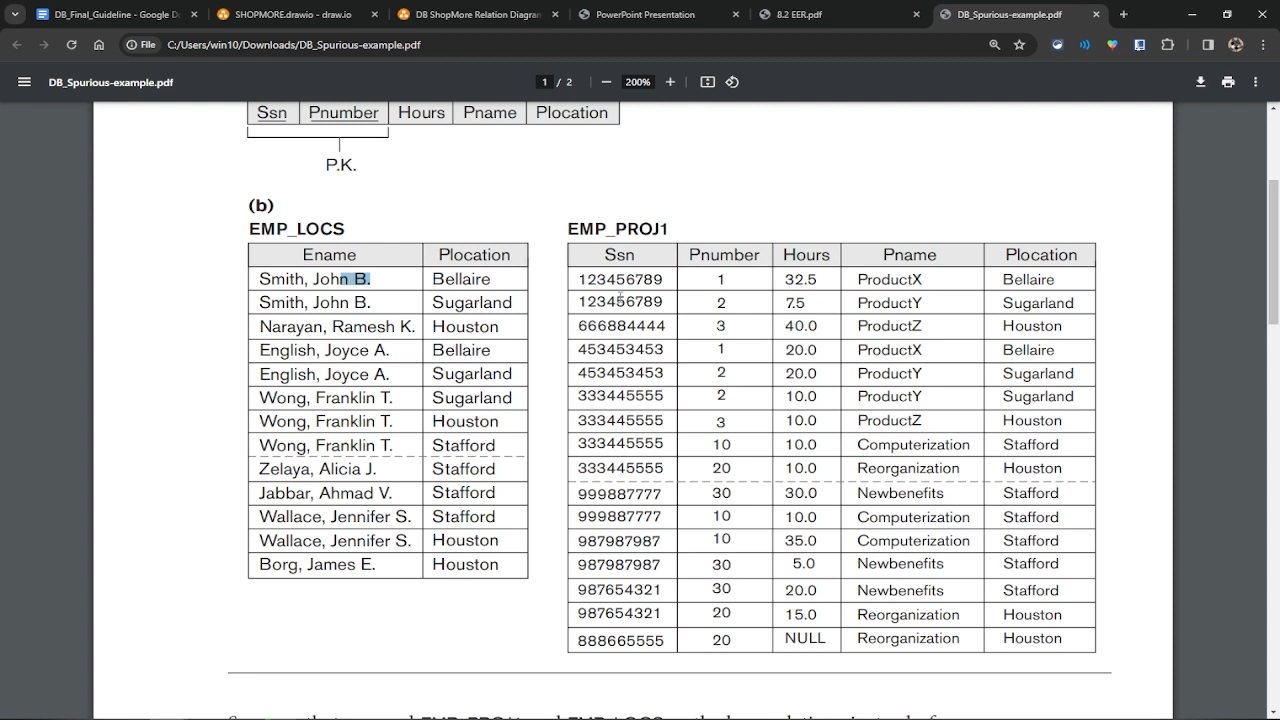 DB_Final_Guideline - Google D
SHOPMORE.drawio - draw.io
DB ShopMore Relation Diagram
PowerPoint Presentation
8.2 EER.pdf
DB_Spurious-example.pdf
File C:/Users/win10/Downloads/DB_Spurious-example.pdf
DB_Spurious-example.pdf 1 / 2 200%
Ssn Pnumber Hours Pname Plocation
P.K.
(b)
EMP_LOCS
Ename Plocation
Smith, John B. Bellaire
Smith, John B. Sugarland
Narayan, Ramesh K. Houston
English, Joyce A. Bellaire
English, Joyce A. Sugarland
Wong, Franklin T. Sugarland
Wong, Franklin T. Houston
Wong, Franklin T. Stafford
Zelaya, Alicia J. Stafford
Jabbar, Ahmad V. Stafford
Wallace, Jennifer S. Stafford
Wallace, Jennifer S. Houston
Borg, James E. Houston
EMP_PROJ1
Ssn Pnumber Hours Pname Plocation
123456789 1 32.5 ProductX Bellaire
123456789 2 7.5 ProductY Sugarland
666884444 3 40.0 ProductZ Houston
453453453 1 20.0 ProductX Bellaire
453453453 2 20.0 ProductY Sugarland
333445555 2 10.0 ProductY Sugarland
333445555 3 10.0 ProductZ Houston
333445555 10 10.0 Computerization Stafford
333445555 20 10.0 Reorganization Houston
999887777 30 30.0 Newbenefits Stafford
999887777 10 10.0 Computerization Stafford
987987987 10 35.0 Computerization Stafford
987987987 30 5.0 Newbenefits Stafford
987654321 30 20.0 Newbenefits Stafford
987654321 20 15.0 Reorganization Houston
888665555 20 NULL Reorganization Houston